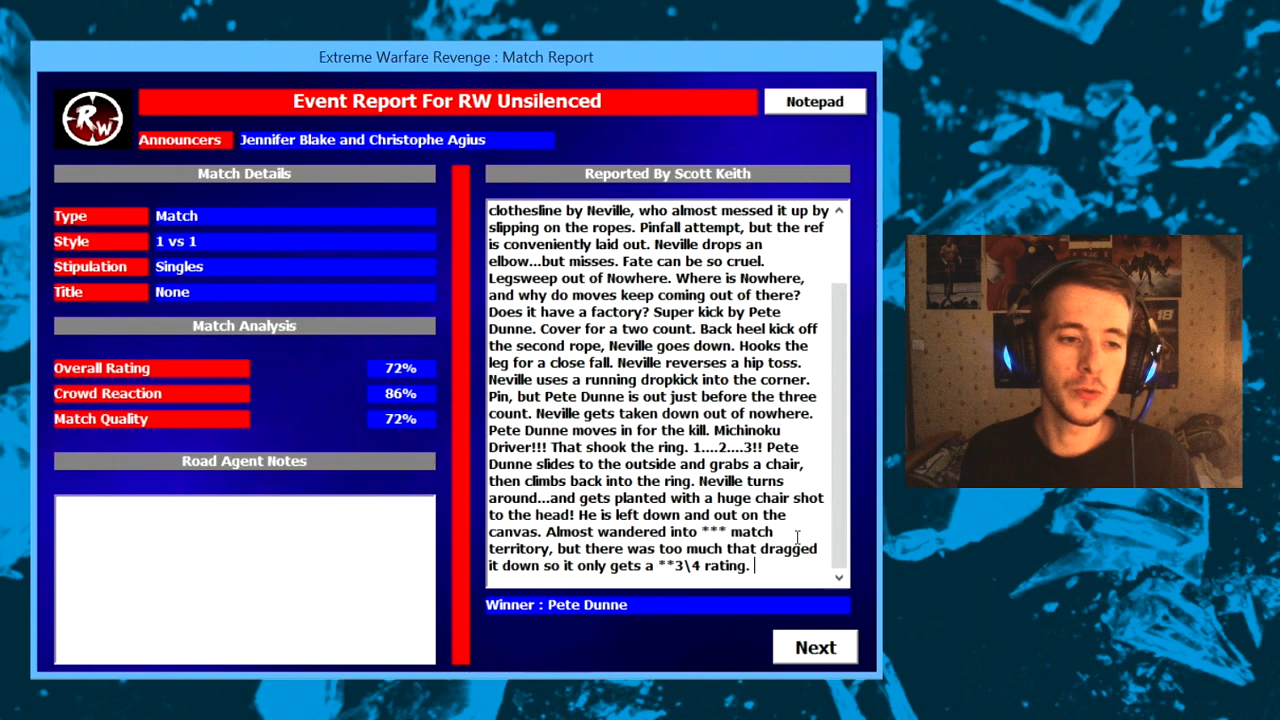 Extreme Warfare Revenge : Match Report
RW
Event Report For RW Unsilenced
Notepad
Announcers
Jennifer Blake and Christophe Agius
Match Details
Type
Match
Style
1 vs 1
Stipulation
Singles
Title
None
Match Analysis
Overall Rating
72%
Crowd Reaction
86%
Match Quality
72%
Road Agent Notes
Reported By Scott Keith
clothesline by Neville, who almost messed it up by
slipping on the ropes. Pinfall attempt, but the ref
is conveniently laid out. Neville drops an
elbow...but misses. Fate can be so cruel.
Legsweep out of Nowhere. Where is Nowhere,
and why do moves keep coming out of there?
Does it have a factory? Super kick by Pete
Dunne. Cover for a two count. Back heel kick off
the second rope, Neville goes down. Hooks the
leg for a close fall. Neville reverses a hip toss.
Neville uses a running dropkick into the corner.
Pin, but Pete Dunne is out just before the three
count. Neville gets taken down out of nowhere.
Pete Dunne moves in for the kill. Michinoku
Driver!!! That shook the ring. 1....2....3!! Pete
Dunne slides to the outside and grabs a chair,
then climbs back into the ring. Neville turns
around...and gets planted with a huge chair shot
to the head! He is left down and out on the
canvas. Almost wandered into *** match
territory, but there was too much that dragged
it down so it only gets a **3\4 rating.
Winner : Pete Dunne
Next
18